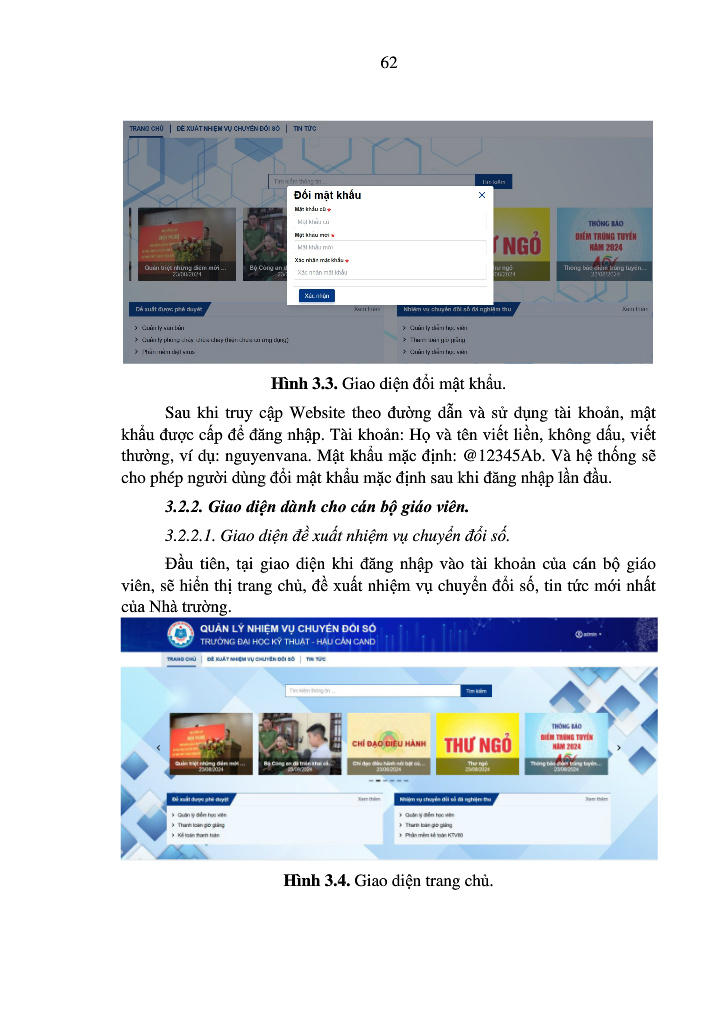 62
TRANG CHỦ | ĐỀ XUẤT NHIỆM VỤ CHUYỂN ĐỔI SỐ | TIN TỨC
Tìm kiếm thông tin ...
Tìm kiếm
Đổi mật khẩu
Mật khẩu cũ *
Mật khẩu cũ
Mật khẩu mới *
Mật khẩu mới
Xác nhận mật khẩu *
Xác nhận mật khẩu
Xác nhận
Quán triệt những điểm mới ...
23/08/2024
Bộ Công an đ
23
Ư NGỎ
ư ngỏ
08/2024
THÔNG BÁO
ĐIỂM TRÚNG TUYỂN
NĂM 2024
Thông báo điểm trúng tuyển...
Đề xuất được phê duyệt
Xem thêm
Quản lý văn bản
Quản lý phòng cháy chữa cháy (hiện chưa có ứng dụng)
Phần mềm diệt virus
Nhiệm vụ chuyển đổi số đã nghiệm thu
Xem thêm
Quản lý điểm học viên
Thanh toán giờ giảng
Quản lý điểm học viên
Hình 3.3. Giao diện đổi mật khẩu.
Sau khi truy cập Website theo đường dẫn và sử dụng tài khoản, mật
khẩu được cấp để đăng nhập. Tài khoản: Họ và tên viết liền, không dấu, viết
thường, ví dụ: nguyenvana. Mật khẩu mặc định: @12345Ab. Và hệ thống sẽ
cho phép người dùng đổi mật khẩu mặc định sau khi đăng nhập lần đầu.
3.2.2. Giao diện dành cho cán bộ giáo viên.
3.2.2.1. Giao diện đề xuất nhiệm vụ chuyển đổi số.
Đầu tiên, tại giao diện khi đăng nhập vào tài khoản của cán bộ giáo
viên, sẽ hiển thị trang chủ, đề xuất nhiệm vụ chuyển đổi số, tin tức mới nhất
của Nhà trường.
QUẢN LÝ NHIỆM VỤ CHUYỂN ĐỔI SỐ
TRƯỜNG ĐẠI HỌC KỸ THUẬT - HẬU CẦN CAND
admin
TRANG CHỦ | ĐỀ XUẤT NHIỆM VỤ CHUYỂN ĐỔI SỐ | TIN TỨC
Tìm kiếm thông tin ...
Tìm kiếm
CHỈ ĐẠO ĐIỀU HÀNH
THƯ NGỎ
THÔNG BÁO
ĐIỂM TRÚNG TUYỂN
NĂM 2024
Quán triệt những điểm mới ...
23/08/2024
Bộ Công an đã triển khai cả...
23/08/2024
Chỉ đạo điều hành nổi bật củ...
23/08/2024
Thư ngỏ
23/08/2024
Thông báo điểm trúng tuyển...
23/08/2024
Đề xuất được phê duyệt
Xem thêm
Quản lý điểm học viên
Thanh toán giờ giảng
Kế toán thanh toán
Nhiệm vụ chuyển đổi số đã nghiệm thu
Xem thêm
Quản lý điểm học viên
Thanh toán giờ giảng
Phần mềm kế toán KTV80
Hình 3.4. Giao diện trang chủ.